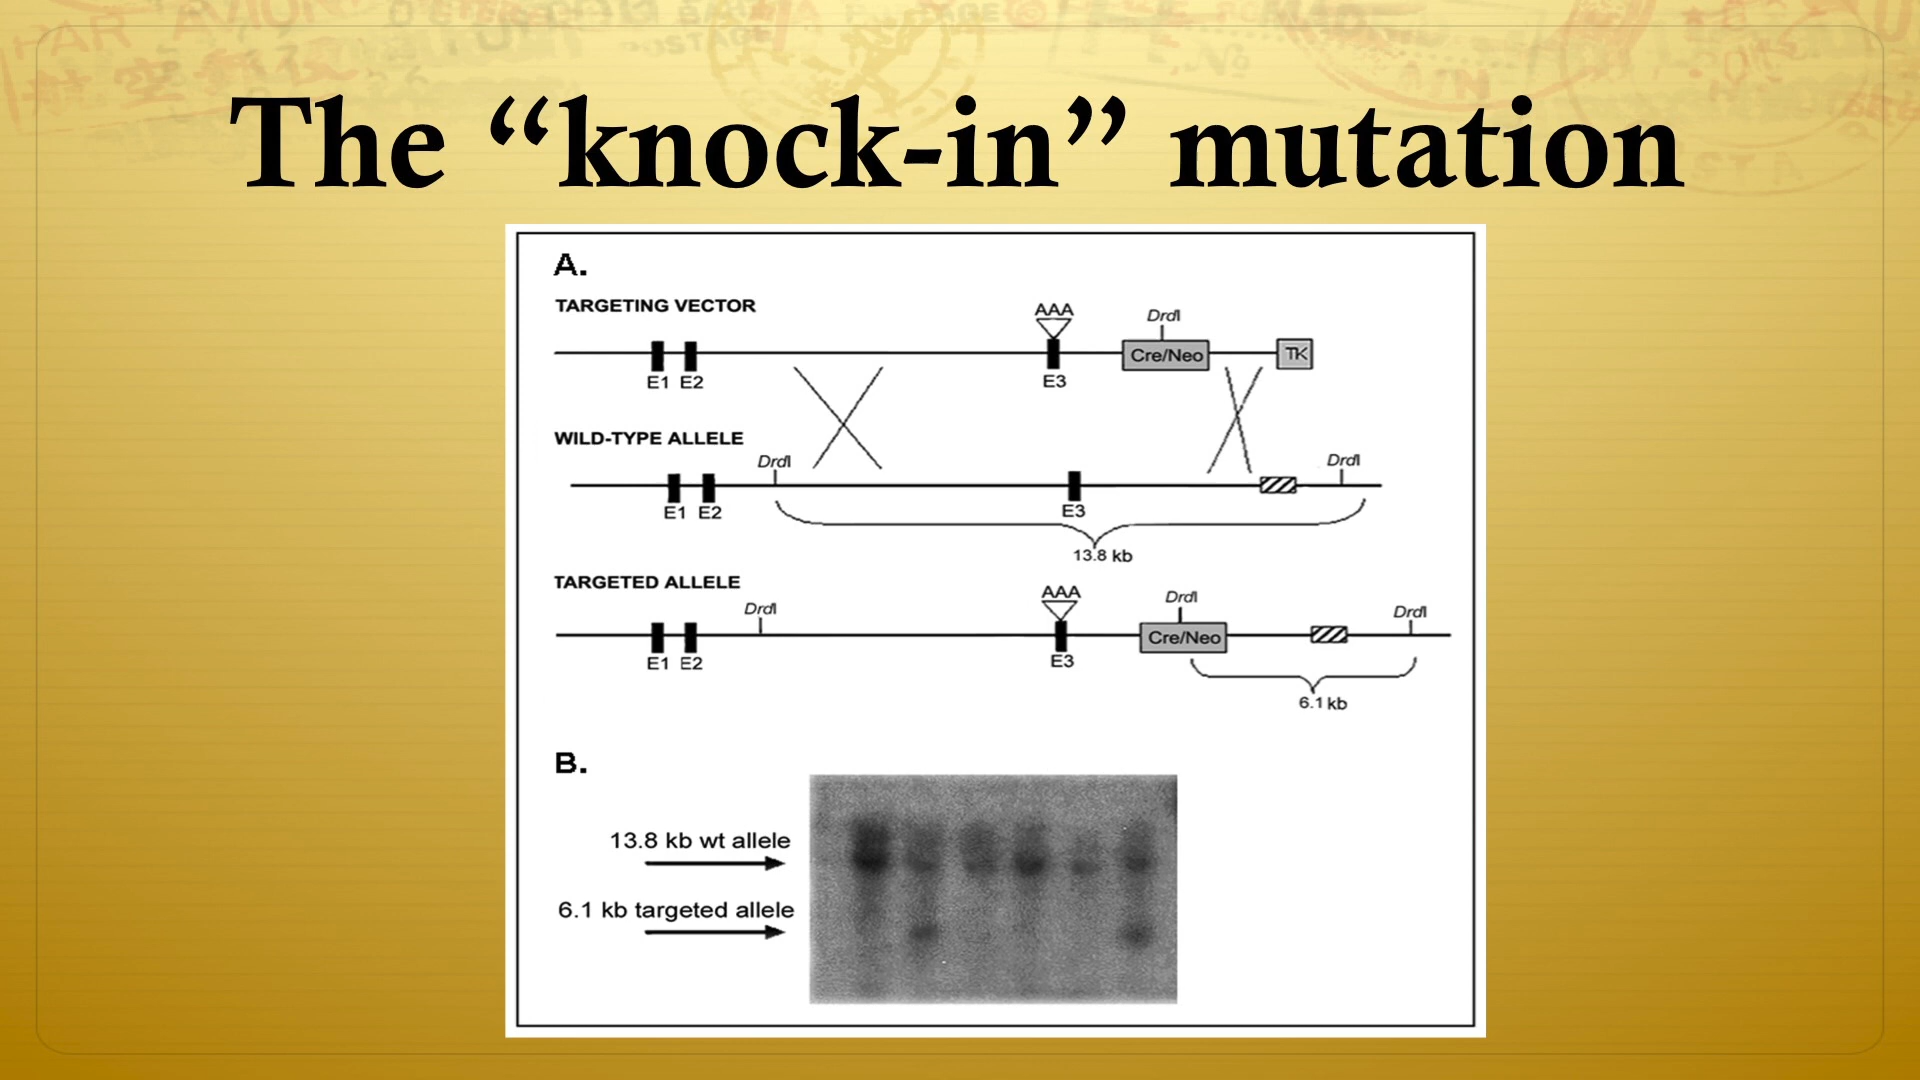 The “knock-in” mutation
A.
TARGETING VECTOR
AAA
DrdI
Cre/Neo
TK
E1 E2
E3
WILD-TYPE ALLELE
DrdI
DrdI
E1 E2
E3
13.8 kb
TARGETED ALLELE
DrdI
AAA
DrdI
DrdI
Cre/Neo
E1 E2
E3
6.1 kb
B.
13.8 kb wt allele
6.1 kb targeted allele